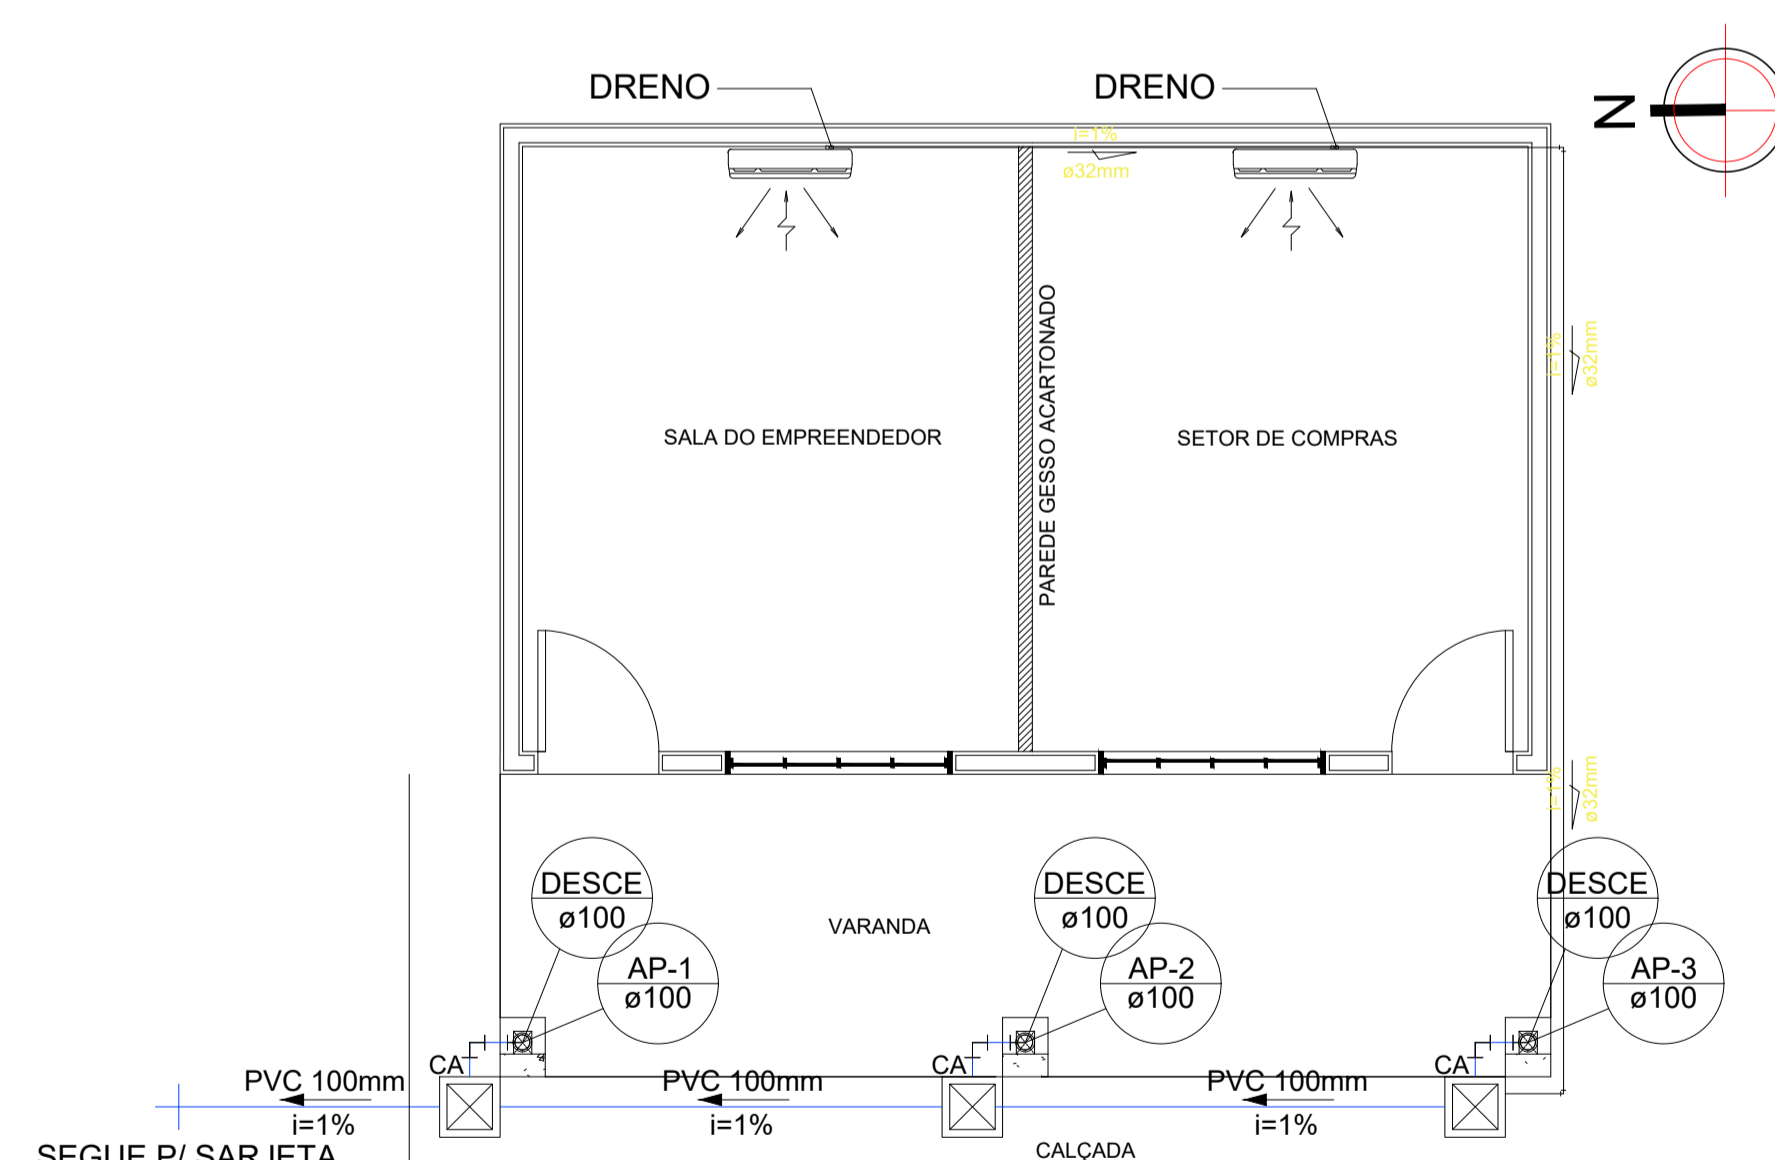 DRENO
DRENO
N
i=1%
ø32mm
PAREDE GESSO ACARTONADO
i=1%
ø32mm
SALA DO EMPREENDEDOR
SETOR DE COMPRAS
i=1%
ø32mm
DESCE
ø100
DESCE
ø100
DESCE
ø100
VARANDA
AP-1
ø100
AP-2
ø100
AP-3
ø100
CA
CA
CA
PVC 100mm
i=1%
PVC 100mm
i=1%
PVC 100mm
i=1%
SEGUE P/ SARJETA
CALÇADA